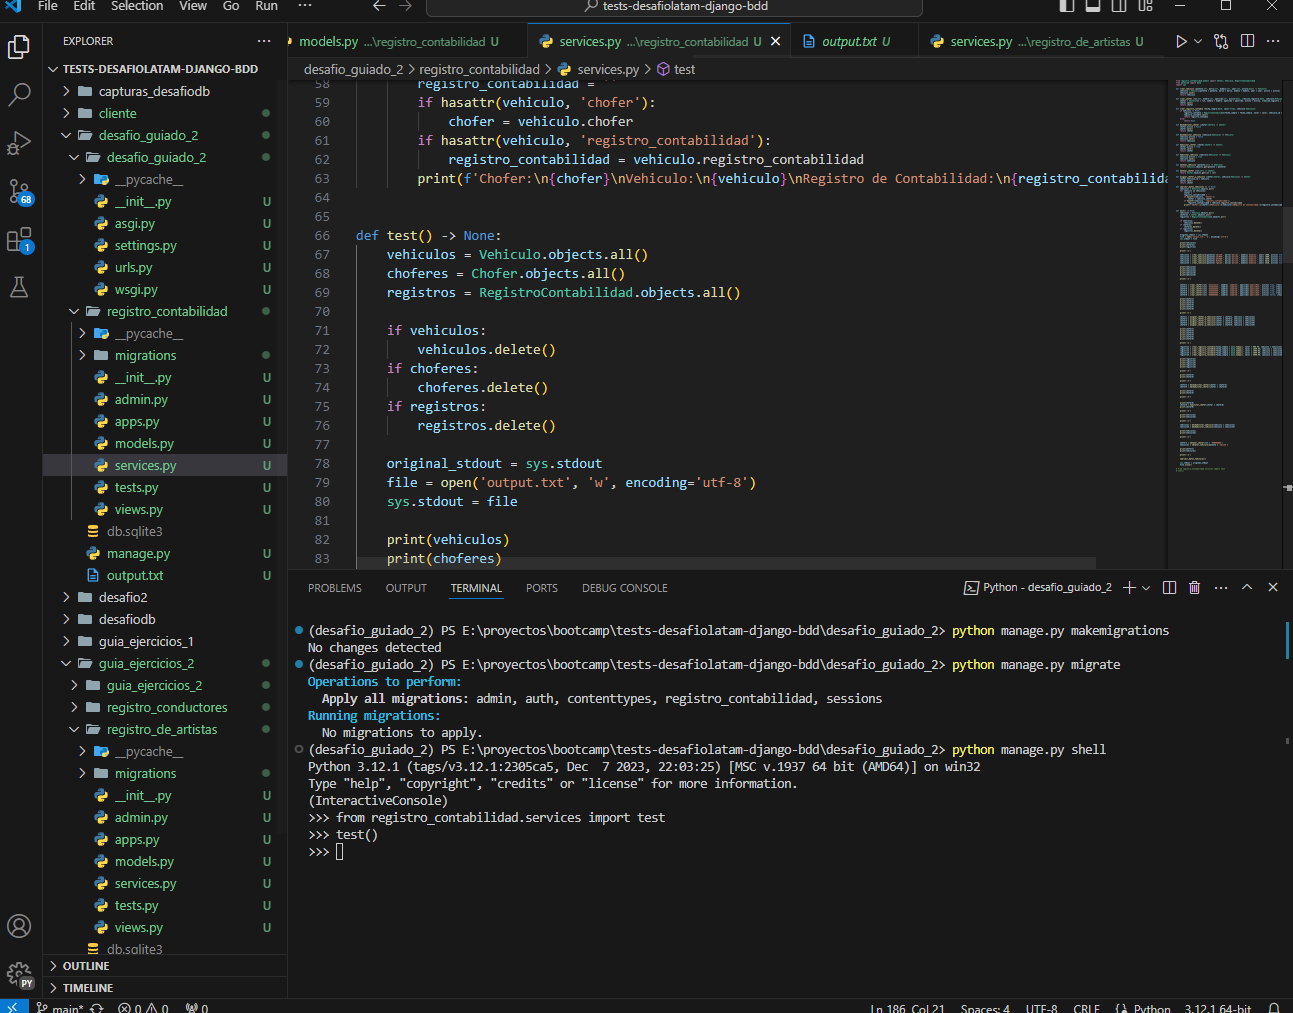 File Edit Selection View Go Run ··· tests-desafiolatam-django-bdd
EXPLORER ···
TESTS-DESAFIOLATAM-DJANGO-BDD
capturas_desafiodb
cliente
desafio_guiado_2
desafio_guiado_2
__pycache__
__init__.py U
asgi.py U
settings.py U
urls.py U
wsgi.py U
registro_contabilidad
__pycache__
migrations
__init__.py U
admin.py U
apps.py U
models.py U
services.py U
tests.py U
views.py U
db.sqlite3
manage.py U
output.txt U
desafio2
desafiodb
guia_ejercicios_1
guia_ejercicios_2
guia_ejercicios_2
registro_conductores
registro_de_artistas
__pycache__
migrations
__init__.py U
admin.py U
apps.py U
models.py U
services.py U
tests.py U
views.py U
db.sqlite3
OUTLINE
TIMELINE
68
1
PY
models.py ...\registro_contabilidad U
services.py ...\registro_contabilidad U
output.txt U
services.py ...\registro_de_artistas U
desafio_guiado_2 > registro_contabilidad > services.py > test
58 registro_contabilidad = ''
59 if hasattr(vehiculo, 'chofer'):
60 chofer = vehiculo.chofer
61 if hasattr(vehiculo, 'registro_contabilidad'):
62 registro_contabilidad = vehiculo.registro_contabilidad
63 print(f'Chofer:\n{chofer}\nVehiculo:\n{vehiculo}\nRegistro de Contabilidad:\n{registro_contabilida
64
65
66 def test() -> None:
67 vehiculos = Vehiculo.objects.all()
68 choferes = Chofer.objects.all()
69 registros = RegistroContabilidad.objects.all()
70
71 if vehiculos:
72 vehiculos.delete()
73 if choferes:
74 choferes.delete()
75 if registros:
76 registros.delete()
77
78 original_stdout = sys.stdout
79 file = open('output.txt', 'w', encoding='utf-8')
80 sys.stdout = file
81
82 print(vehiculos)
83 print(choferes)
PROBLEMS OUTPUT TERMINAL PORTS DEBUG CONSOLE Python - desafio_guiado_2
(desafio_guiado_2) PS E:\proyectos\bootcamp\tests-desafiolatam-django-bdd\desafio_guiado_2> python manage.py makemigrations
No changes detected
(desafio_guiado_2) PS E:\proyectos\bootcamp\tests-desafiolatam-django-bdd\desafio_guiado_2> python manage.py migrate
Operations to perform:
Apply all migrations: admin, auth, contenttypes, registro_contabilidad, sessions
Running migrations:
No migrations to apply.
(desafio_guiado_2) PS E:\proyectos\bootcamp\tests-desafiolatam-django-bdd\desafio_guiado_2> python manage.py shell
Python 3.12.1 (tags/v3.12.1:2305ca5, Dec  7 2023, 22:03:25) [MSC v.1937 64 bit (AMD64)] on win32
Type "help", "copyright", "credits" or "license" for more information.
(InteractiveConsole)
>>> from registro_contabilidad.services import test
>>> test()
>>>
main* 0 0 0 Ln 186, Col 21 Spaces: 4 UTF-8 CRLF Python 3.12.1 64-bit